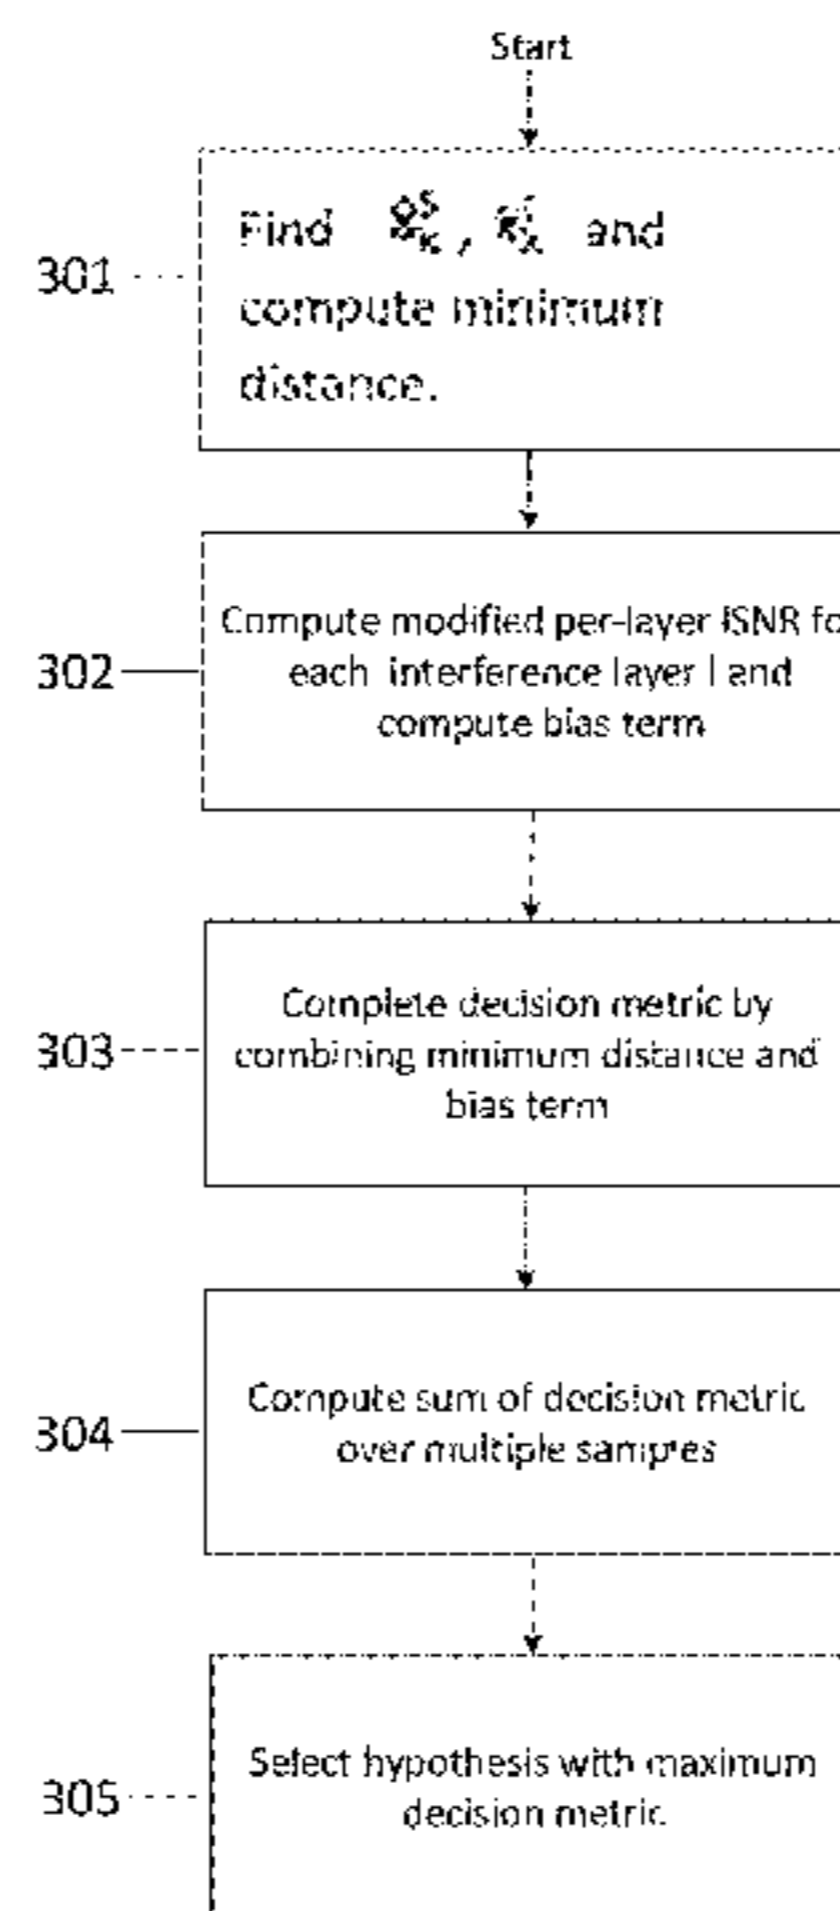 Start
301
Find , and
compute minimum
distance.
302
Compute modified per-layer ISNR fo
each interference layer l and
compute bias term
303
Complete decision metric by
combining minimum distance and
bias term
304
Compute sum of decision metric
over multiple samples
305
Select hypothesis with maximum
decision metric